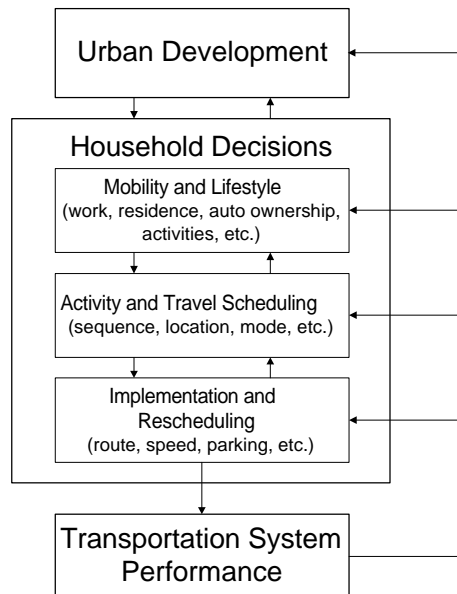 Urban Development
Household Decisions
Mobility and Lifestyle
(work, residence, auto ownership,
activities, etc.)
Activity and Travel Scheduling
(sequence, location, mode, etc.)
Implementation and
Rescheduling
(route, speed, parking, etc.)
Transportation System
Performance